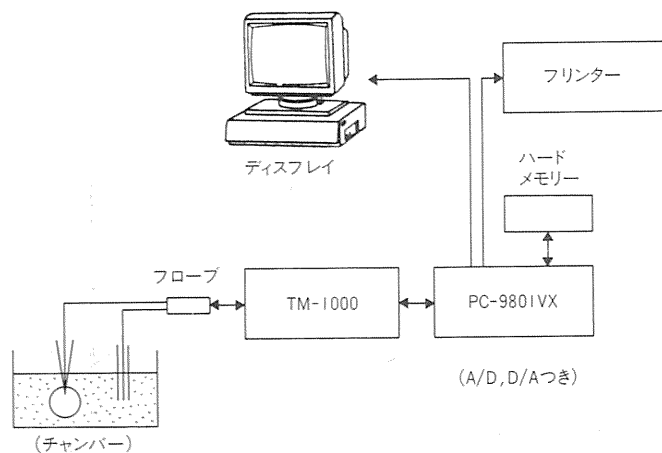 フリンター
ディスフレイ
ハード
メモリー
フローブ
TM-1000
PC-9801VX
(A/D,D/Aつき)
(チャンバー)